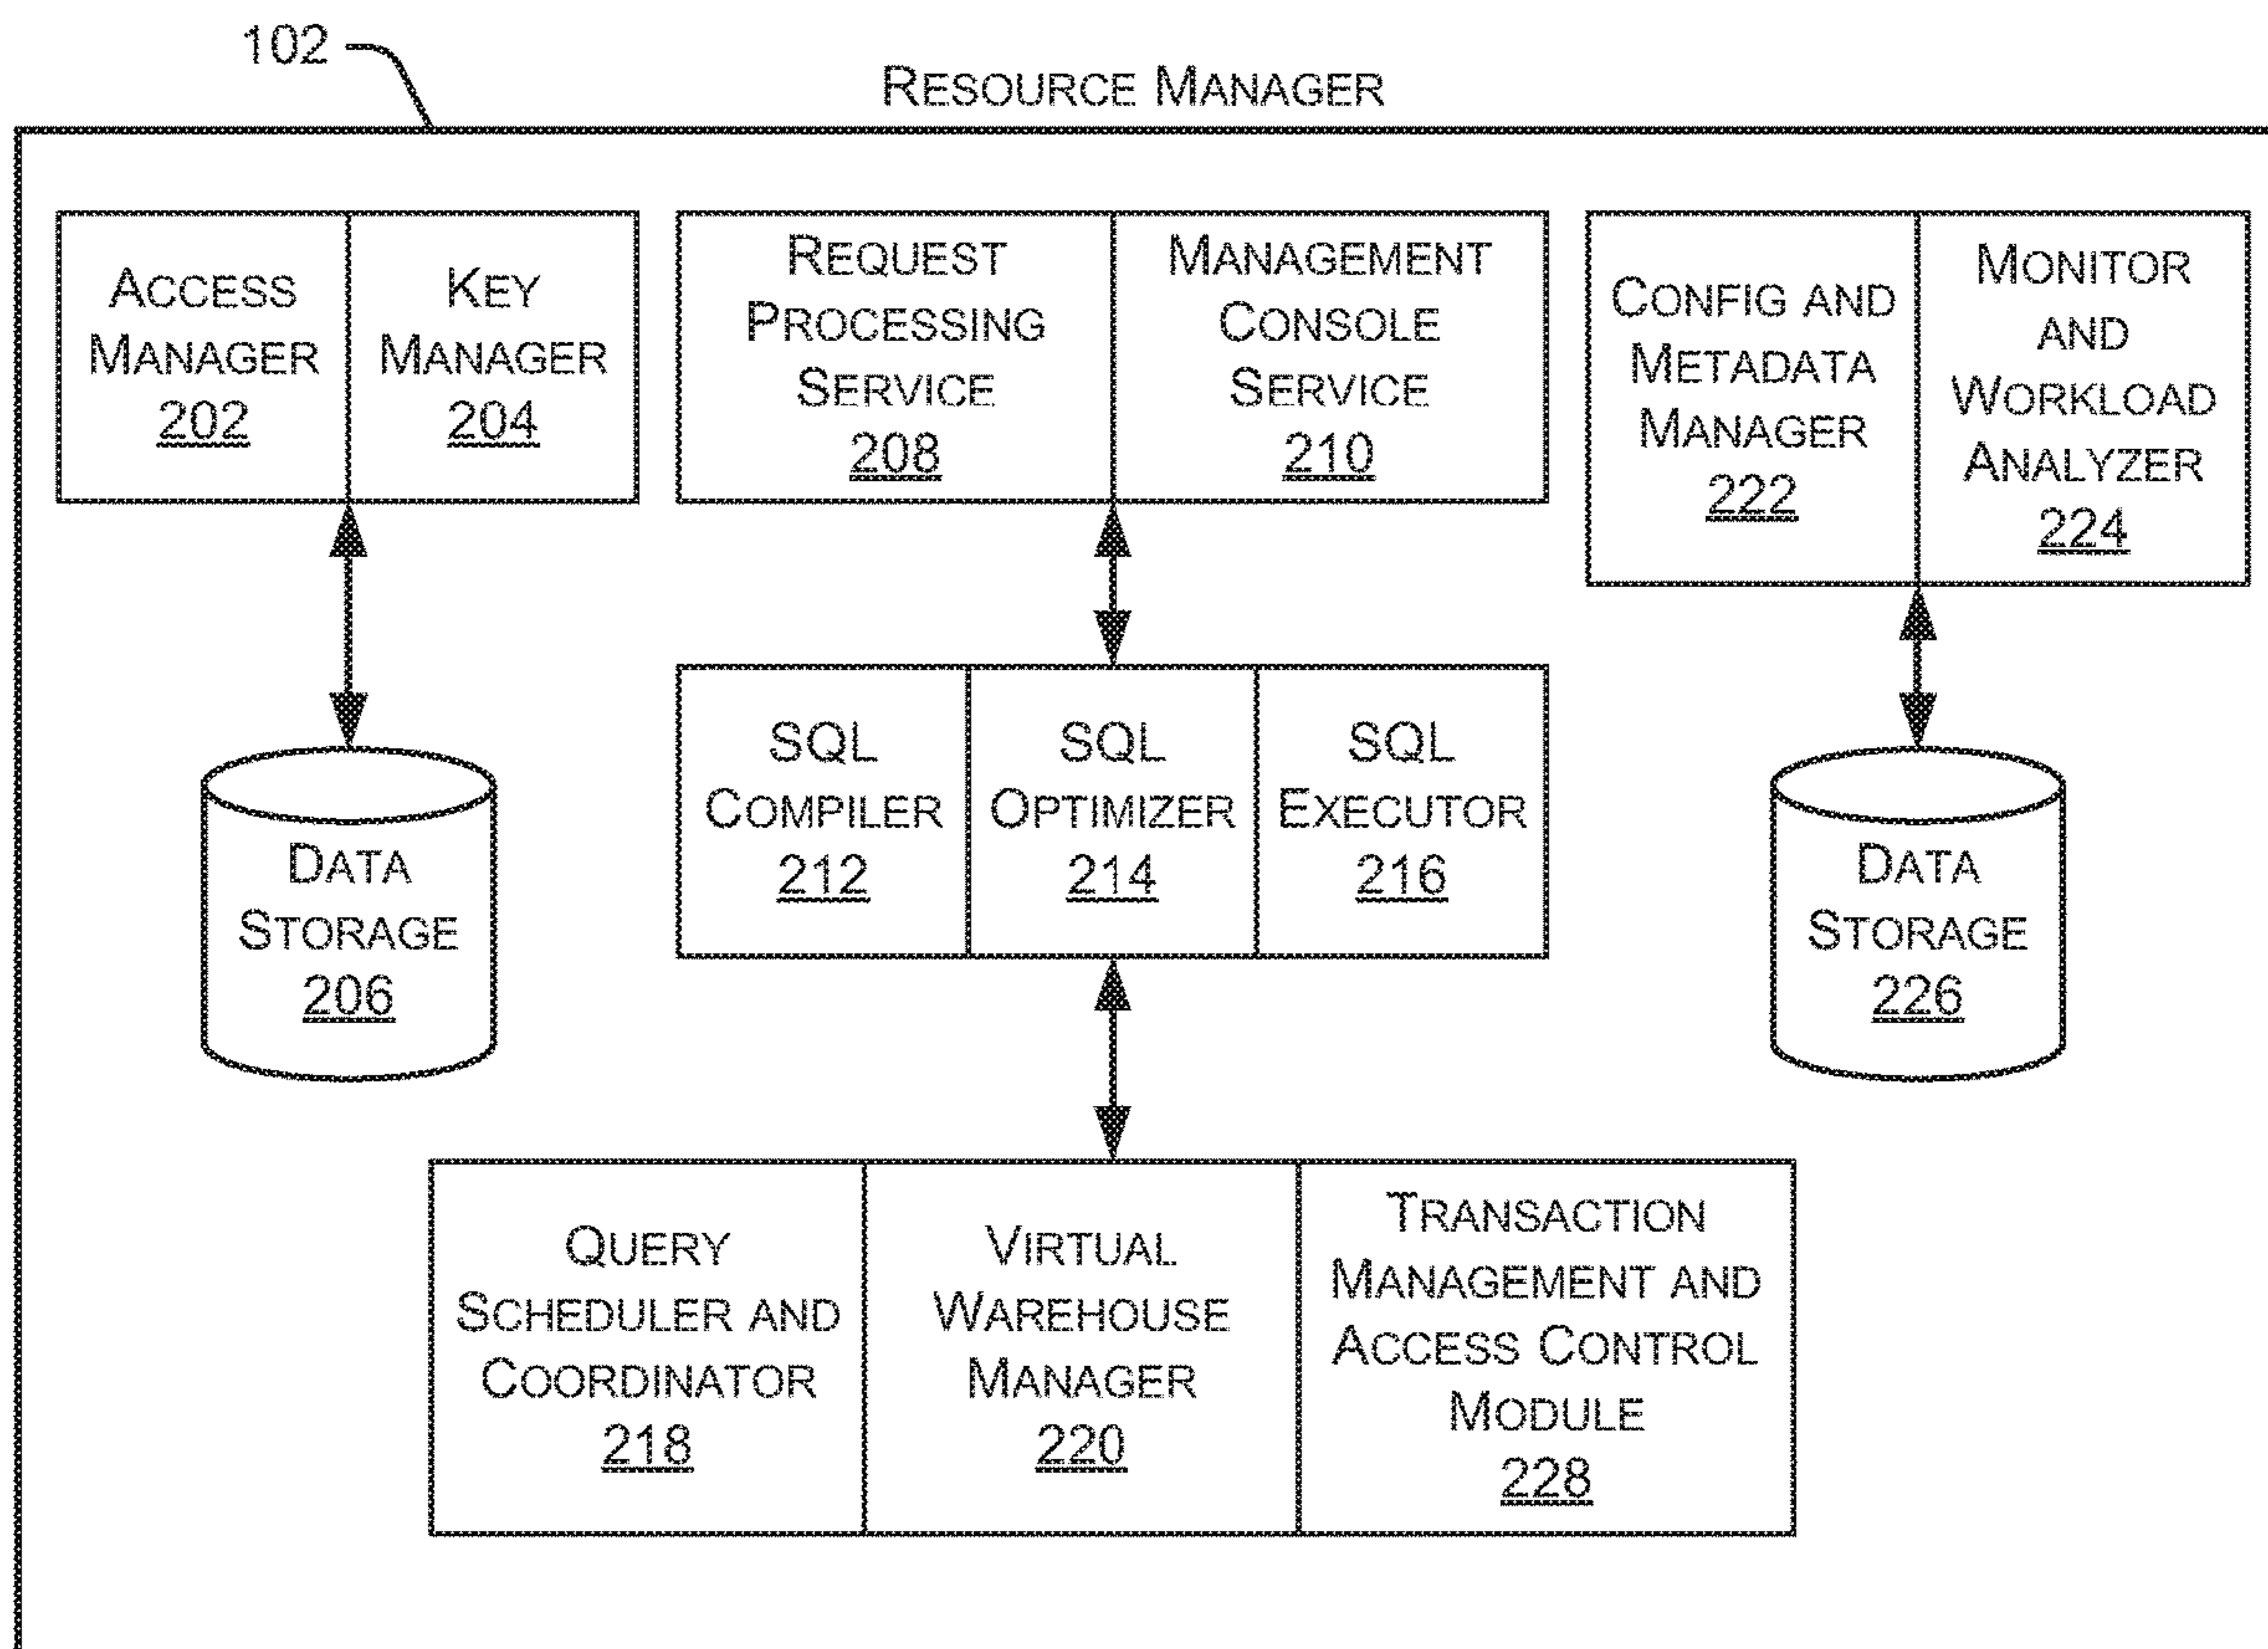 102
RESOURCE MANAGER
ACCESS
MANAGER
202
KEY
MANAGER
204
REQUEST
PROCESSING
SERVICE
208
MANAGEMENT
CONSOLE
SERVICE
210
CONFIG AND
METADATA
MANAGER
222
MONITOR
AND
WORKLOAD
ANALYZER
224
DATA
STORAGE
206
SQL
COMPILER
212
SQL
OPTIMIZER
214
SQL
EXECUTOR
216
DATA
STORAGE
226
QUERY
SCHEDULER AND
COORDINATOR
218
VIRTUAL
WAREHOUSE
MANAGER
220
TRANSACTION
MANAGEMENT AND
ACCESS CONTROL
MODULE
228